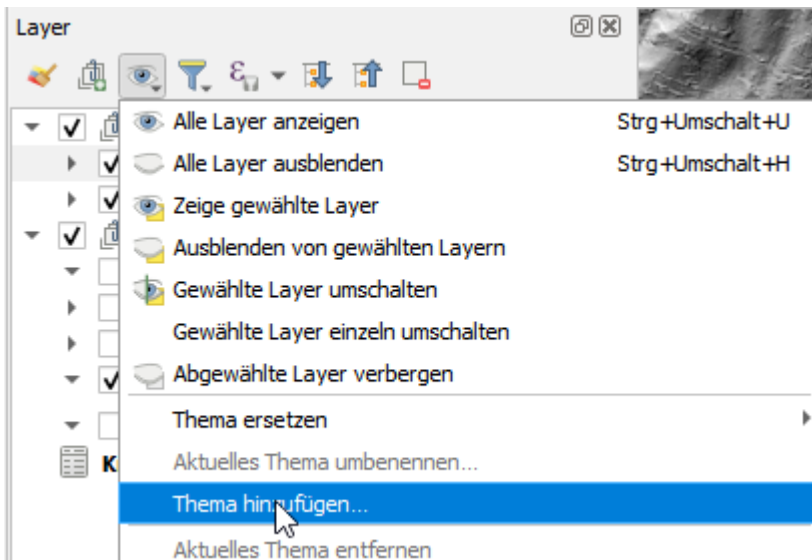 Layer
Alle Layer anzeigen Strg+Umschalt+U
Alle Layer ausblenden Strg+Umschalt+H
Zeige gewählte Layer
Ausblenden von gewählten Layern
Gewählte Layer umschalten
Gewählte Layer einzeln umschalten
Abgewählte Layer verbergen
Thema ersetzen
K
Aktuelles Thema umbenennen...
Thema hinzufügen...
Aktuelles Thema entfernen